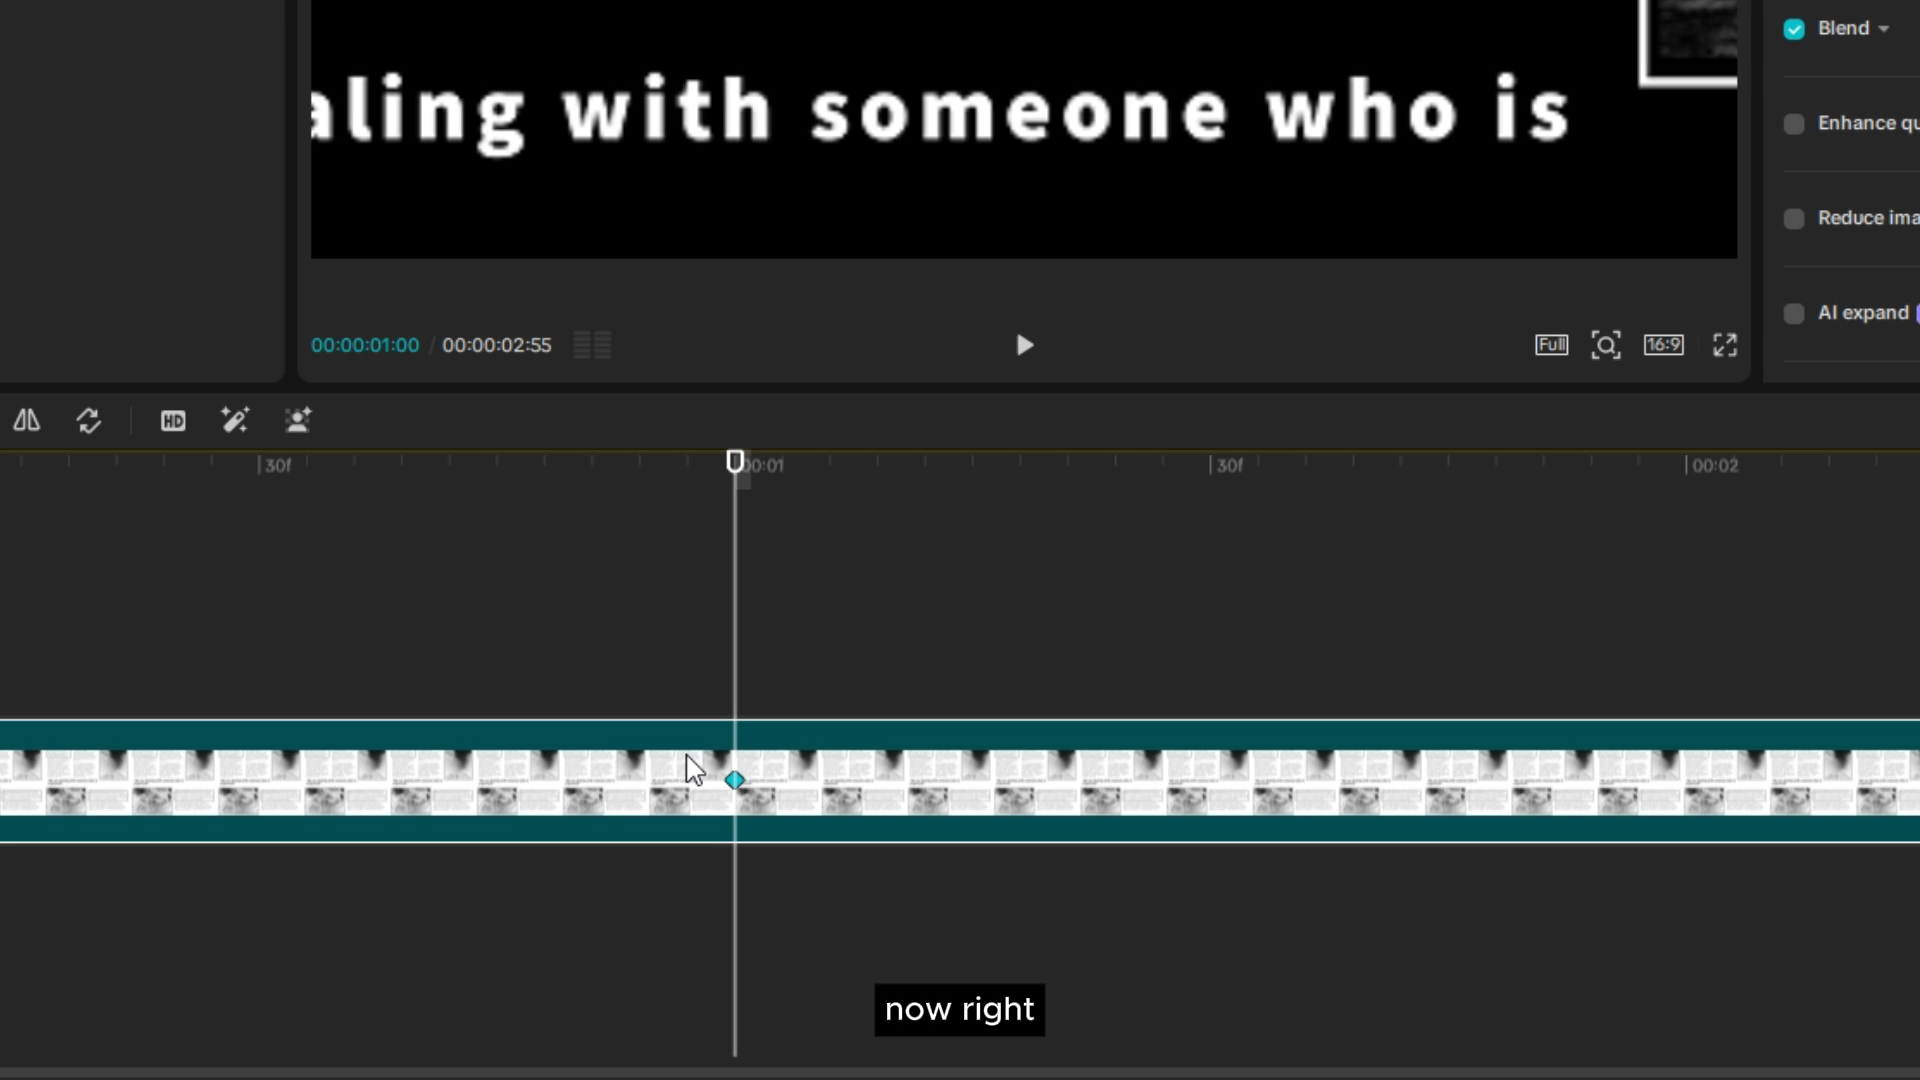 Blend
aling with someone who is
Enhance qu
Reduce ima
AI expand
00:00:01:00 / 00:00:02:55
Full
16:9
HD
30f
00:01
30f
00:02
now right